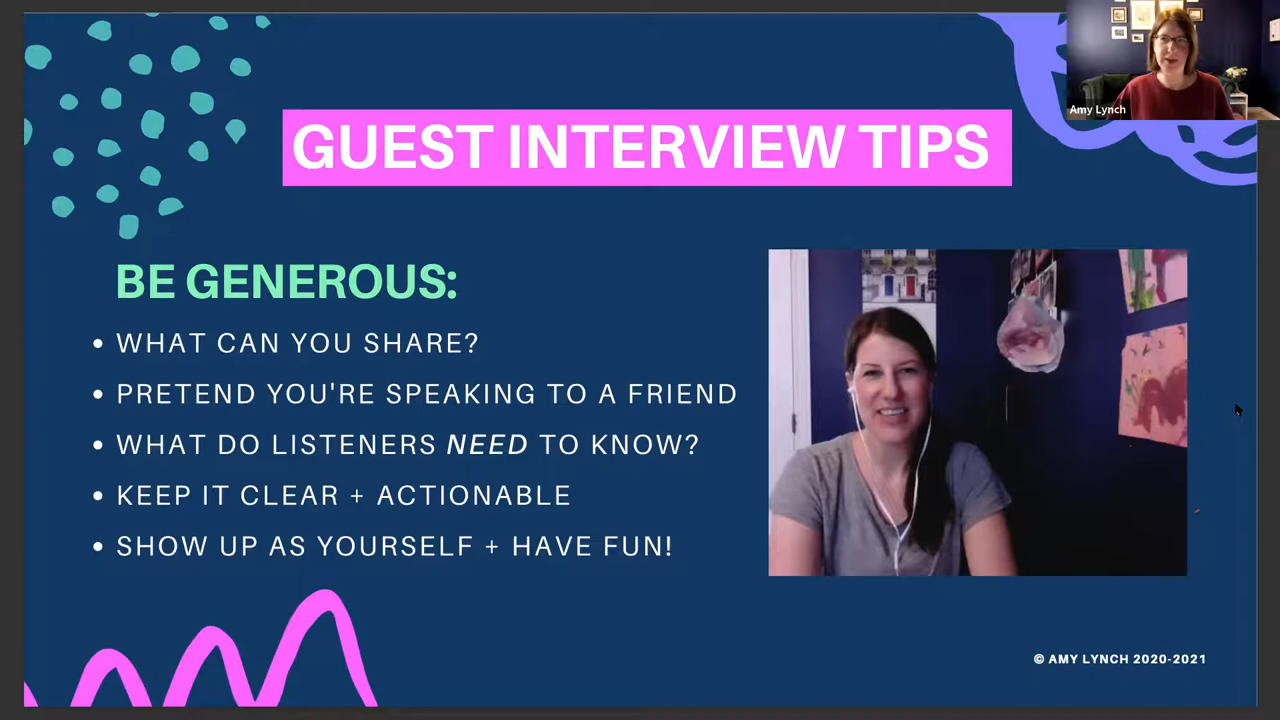 Amy Lynch
GUEST INTERVIEW TIPS
BE GENEROUS:
• WHAT CAN YOU SHARE?
• PRETEND YOU'RE SPEAKING TO A FRIEND
• WHAT DO LISTENERS NEED TO KNOW?
• KEEP IT CLEAR + ACTIONABLE
• SHOW UP AS YOURSELF + HAVE FUN!
© AMY LYNCH 2020-2021